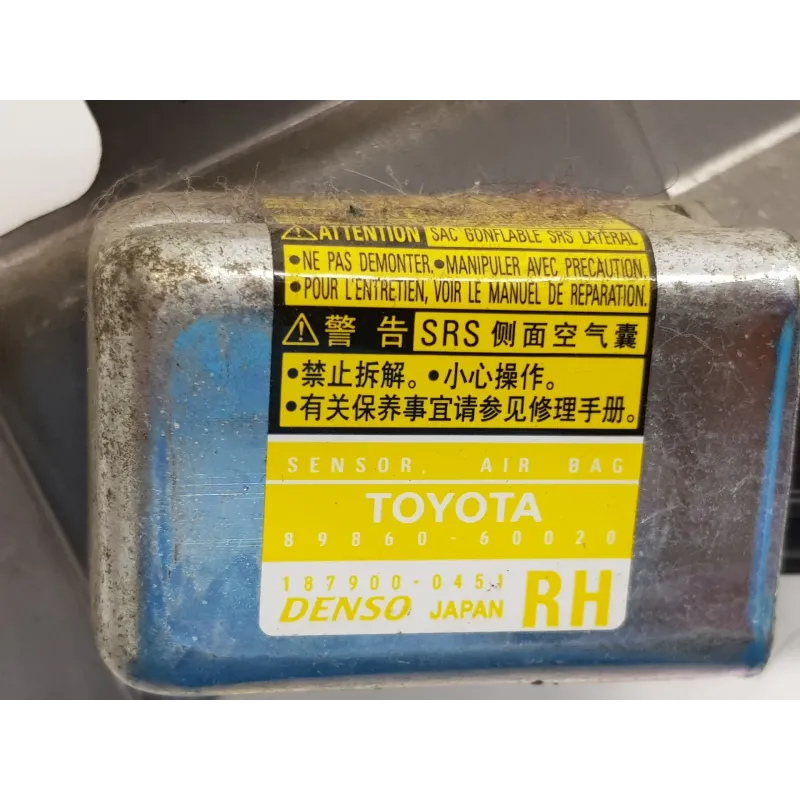 ⚠ATTENTION SAC GONFLABLE SRS LATERAL
•NE PAS DEMONTER. •MANIPULER AVEC PRECAUTION.
•POUR L'ENTRETIEN, VOIR LE MANUEL DE REPARATION.
⚠警告 SRS 侧面空气囊
•禁止拆解。•小心操作。
•有关保养事宜请参见修理手册。
SENSOR, AIR BAG
TOYOTA
89860-60020
187900-0451
DENSO JAPAN RH